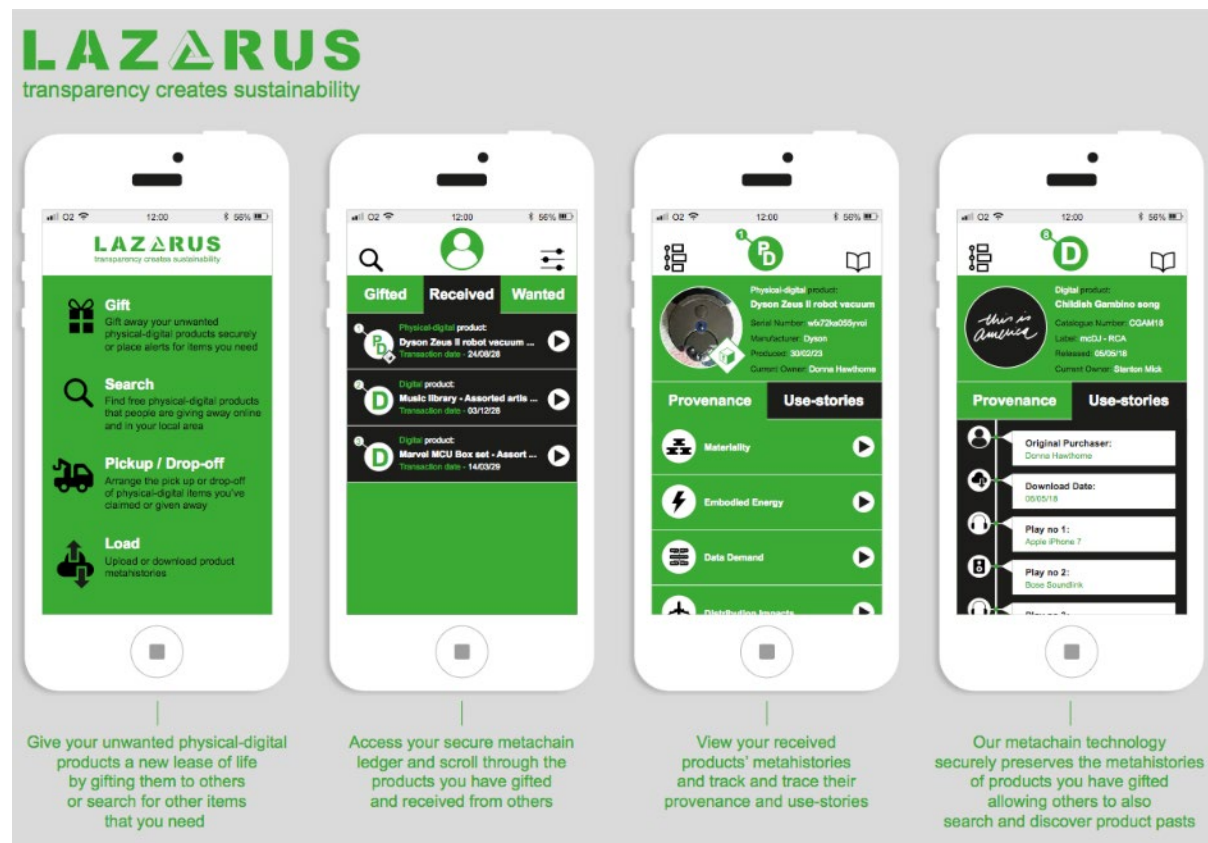 LAZARUS
transparency creates sustainability
O2 12:00 56%
LAZARUS
transparency creates sustainability
Gift
Gift away your unwanted
physical-digital products securely
or place alerts for items you need
Search
Find free physical-digital products
that people are giving away online
and in your local area
Pickup / Drop-off
Arrange the pick up or drop-off
of physical-digital items you've
claimed or given away
Load
Upload or download product
metahistories
Give your unwanted physical-digital
products a new lease of life
by gifting them to others
or search for other items
that you need
O2 12:00 56%
Gifted Received Wanted
1
PD
Physical-digital product:
Dyson Zeus II robot vecuum ...
Transaction date - 24/08/28
2
D
Digital product:
Music library - Assorted artis ...
Transaction date - 03/12/28
3
D
Digital product:
Marvel MCU Box set - Assort ...
Transaction date - 14/03/29
Access your secure metachain
ledger and scroll through the
products you have gifted
and received from others
O2 12:00 56%
1
PD
Physical-digital product:
Dyson Zeus II robot vacuum
Serial Number: wfx72ks055yvoi
Manufacturer: Dyson
Produced: 30/02/23
Current Owner: Donna Hawthorne
Provenance Use-stories
Materiality
Embodied Energy
Data Demand
Distribution Impacts
View your received
products' metahistories
and track and trace their
provenance and use-stories
O2 12:00 56%
8
D
this is
america
Digital product:
Childish Gambino song
Catalogue Number: CGAM18
Label: mcDJ - RCA
Released: 05/05/18
Current Owner: Stenton Mick
Provenance Use-stories
Original Purchaser:
Donna Hawthorne
Download Date:
06/05/18
Play no 1:
Apple iPhone 7
Play no 2:
Bose Soundlink
Play no 3:
Our metachain technology
securely preserves the metahistories
of products you have gifted
allowing others to also
search and discover product pasts